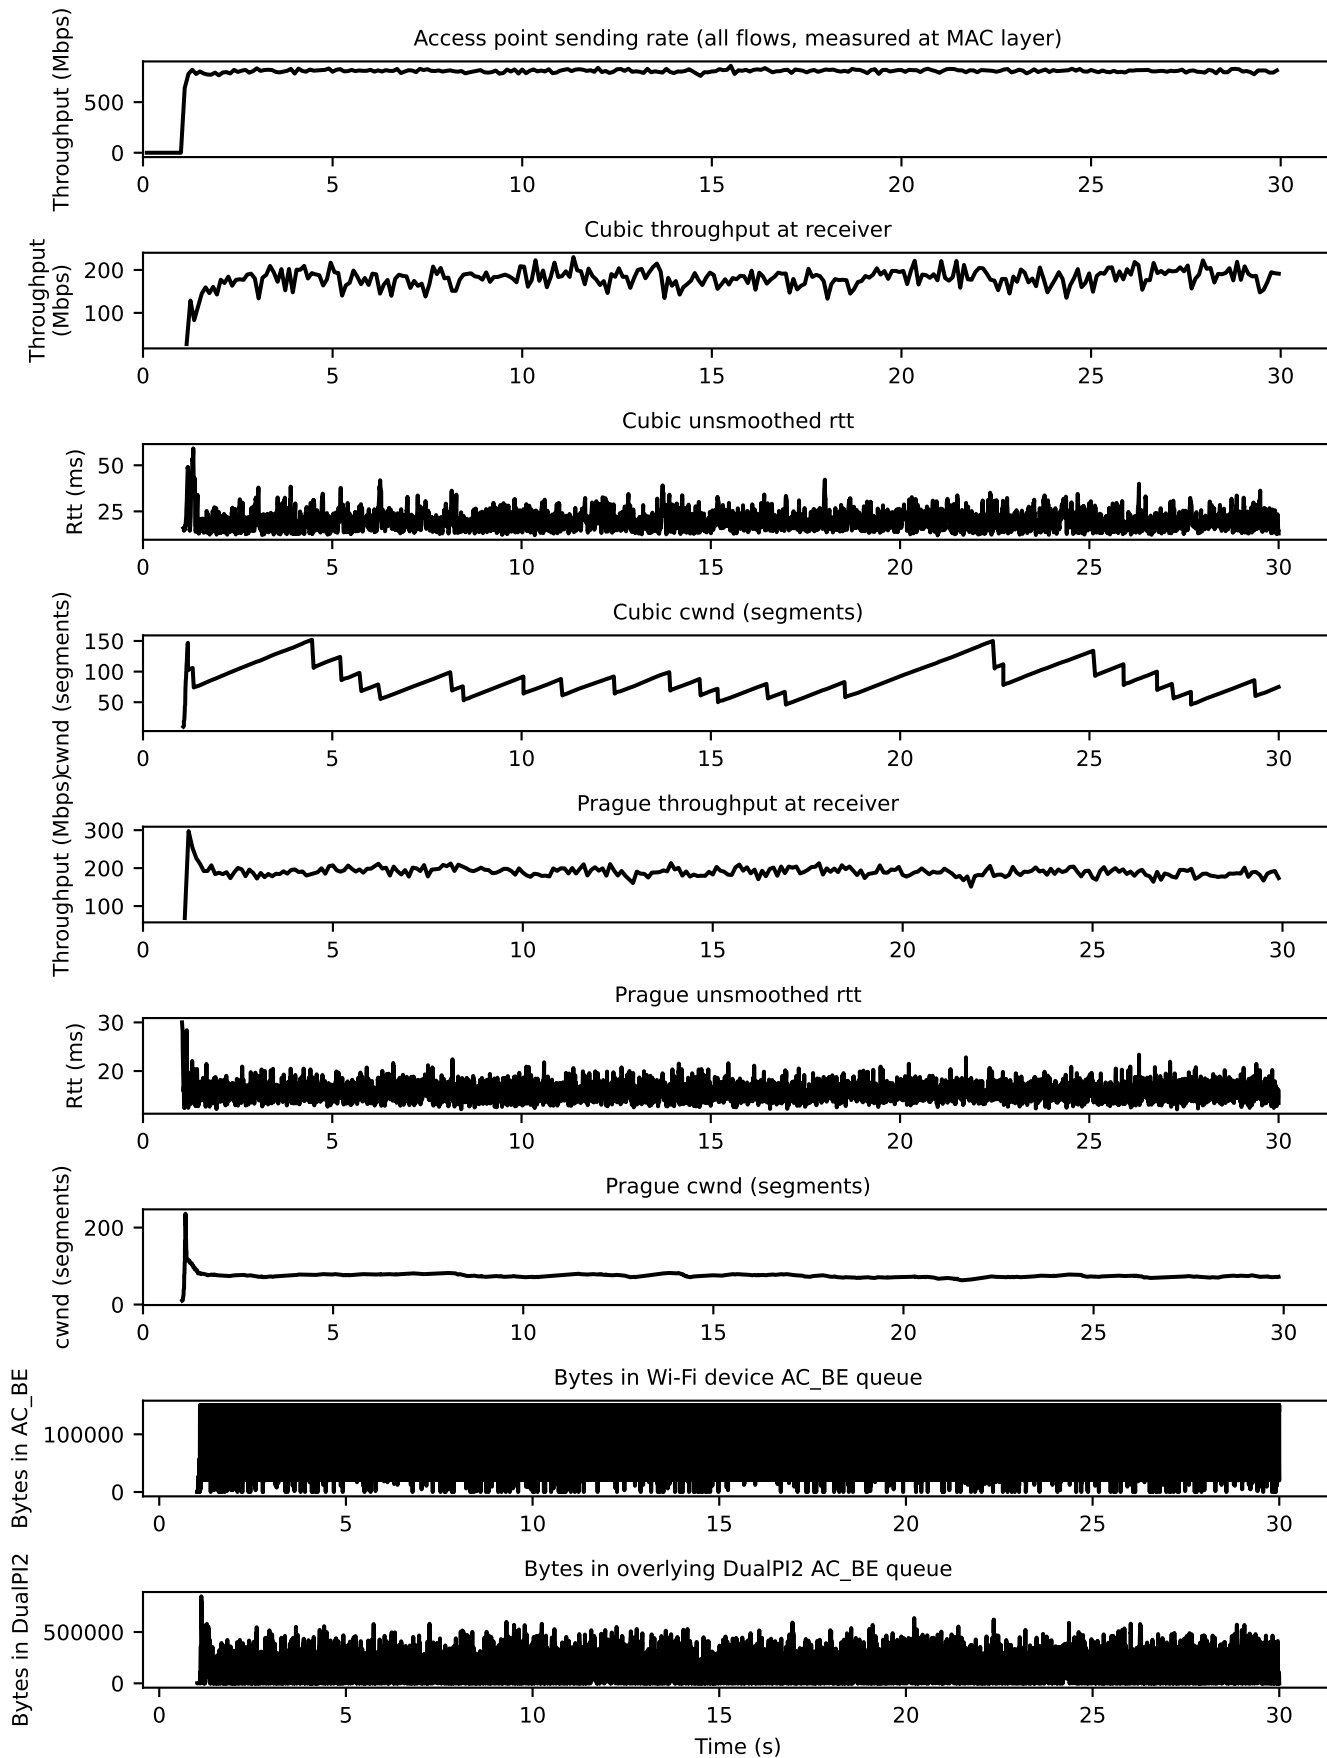 Access point sending rate (all flows, measured at MAC layer)
Throughput (Mbps)
500
0
0 5 10 15 20 25 30
Cubic throughput at receiver
Throughput
(Mbps)
200
100
0 5 10 15 20 25 30
Cubic unsmoothed rtt
Rtt (ms)
50
25
0 5 10 15 20 25 30
Cubic cwnd (segments)
cwnd (segments)
150
100
50
0 5 10 15 20 25 30
Prague throughput at receiver
Throughput (Mbps)
300
200
100
0 5 10 15 20 25 30
Prague unsmoothed rtt
Rtt (ms)
30
20
0 5 10 15 20 25 30
Prague cwnd (segments)
cwnd (segments)
200
0
0 5 10 15 20 25 30
Bytes in Wi-Fi device AC_BE queue
Bytes in AC_BE
100000
0
0 5 10 15 20 25 30
Bytes in overlying DualPI2 AC_BE queue
Bytes in DualPI2
500000
0
0 5 10 15 20 25 30
Time (s)